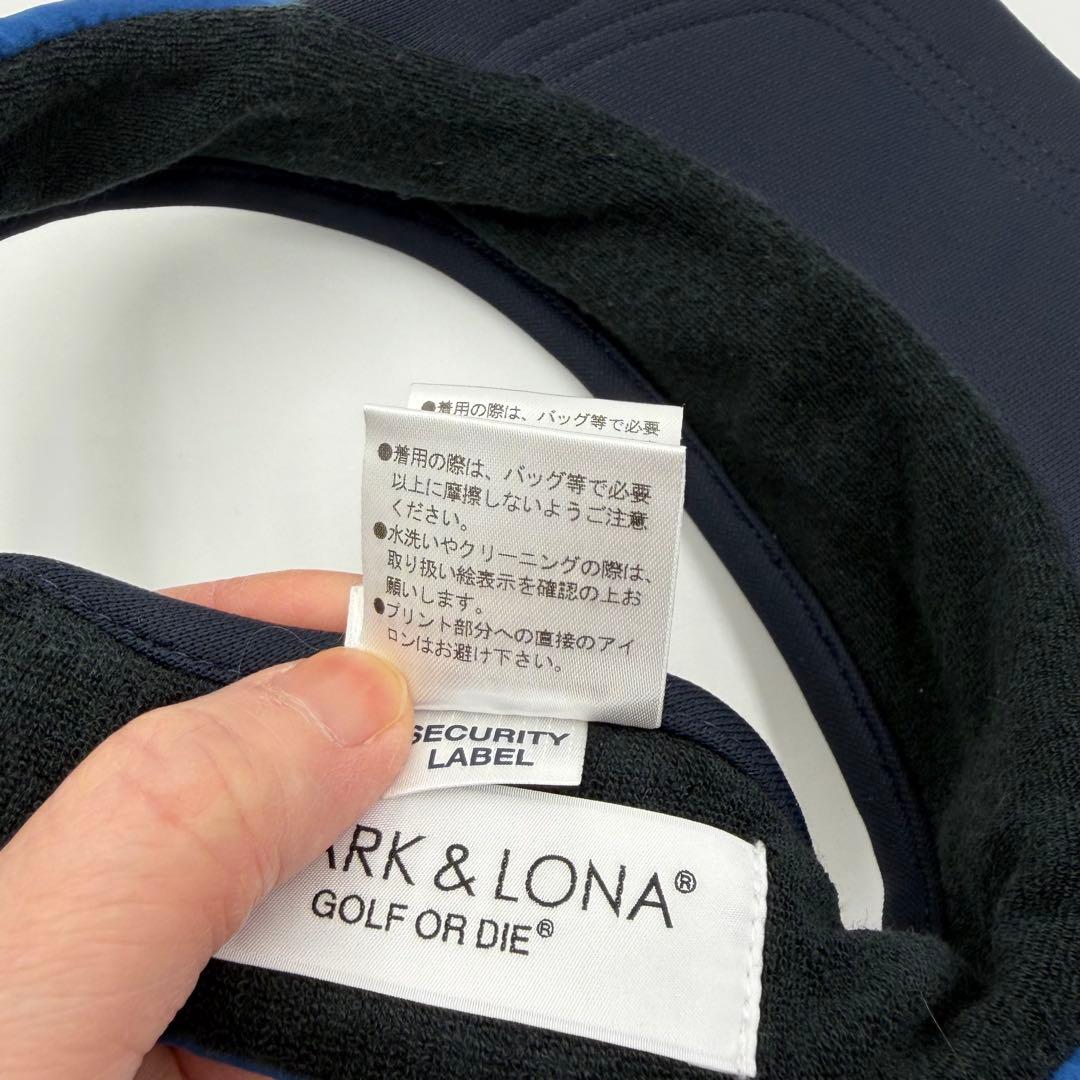 ●着用の際は、バッグ等で必要
●着用の際は、バッグ等で必要
以上に摩擦しないようご注意
ください。
●水洗いやクリーニングの際は、
取り扱い絵表示を確認の上お
願いします。
●プリント部分への直接のアイ
ロンはお避け下さい。
SECURITY
LABEL
ARK & LONA®
GOLF OR DIE®